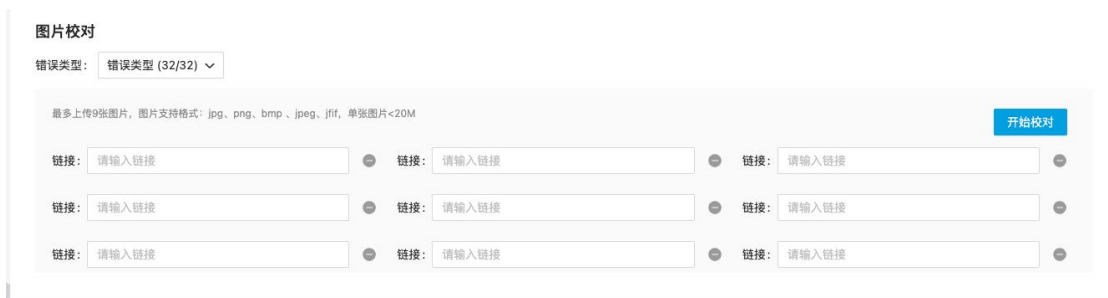 图片校对
错误类型: 错误类型 (32/32)
最多上传9张图片, 图片支持格式: jpg、png、bmp 、jpeg、jfif, 单张图片<20M
开始校对
链接: 请输入链接 链接: 请输入链接 链接: 请输入链接
链接: 请输入链接 链接: 请输入链接 链接: 请输入链接
链接: 请输入链接 链接: 请输入链接 链接: 请输入链接